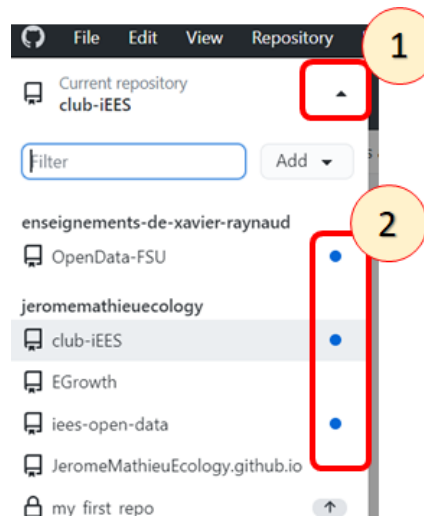 File Edit View Repository
1
Current repository
club-iEES
Filter
Add
2
enseignements-de-xavier-raynaud
OpenData-FSU
jeromemathieuecology
club-iEES
EGrowth
iees-open-data
JeromeMathieuEcology.github.io
my first repo